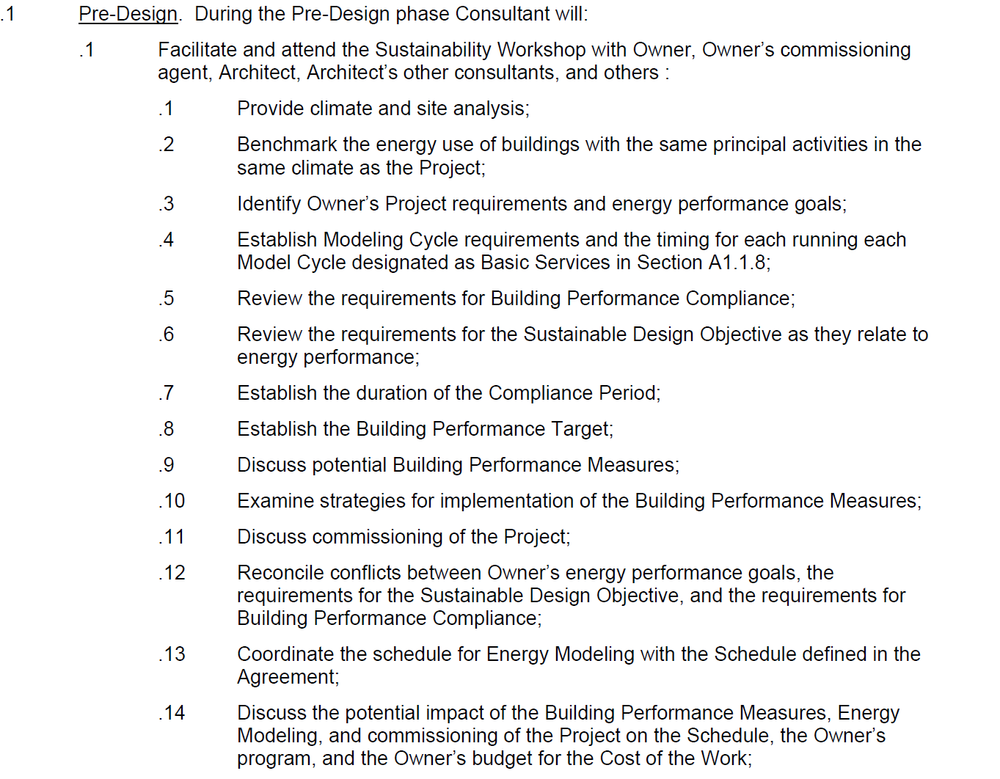 .1 Pre-Design. During the Pre-Design phase Consultant will:
.1 Facilitate and attend the Sustainability Workshop with Owner, Owner’s commissioning
agent, Architect, Architect’s other consultants, and others :
.1 Provide climate and site analysis;
.2 Benchmark the energy use of buildings with the same principal activities in the
same climate as the Project;
.3 Identify Owner’s Project requirements and energy performance goals;
.4 Establish Modeling Cycle requirements and the timing for each running each
Model Cycle designated as Basic Services in Section A1.1.8;
.5 Review the requirements for Building Performance Compliance;
.6 Review the requirements for the Sustainable Design Objective as they relate to
energy performance;
.7 Establish the duration of the Compliance Period;
.8 Establish the Building Performance Target;
.9 Discuss potential Building Performance Measures;
.10 Examine strategies for implementation of the Building Performance Measures;
.11 Discuss commissioning of the Project;
.12 Reconcile conflicts between Owner’s energy performance goals, the
requirements for the Sustainable Design Objective, and the requirements for
Building Performance Compliance;
.13 Coordinate the schedule for Energy Modeling with the Schedule defined in the
Agreement;
.14 Discuss the potential impact of the Building Performance Measures, Energy
Modeling, and commissioning of the Project on the Schedule, the Owner’s
program, and the Owner’s budget for the Cost of the Work;